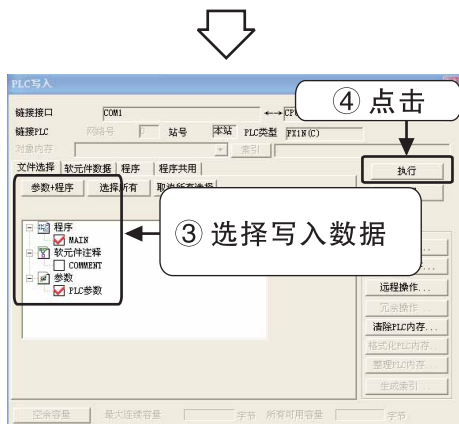 PLC写入
④ 点击
链接接口 COM1 ←→
链接PLC 网络号 站号 本站 PLC类型 FX1N(C)
对象内存 索引
文件选择 软元件数据 程序 程序共用
执行
参数+程序 选择所有
程序
MAIN
软元件注释
COMMENT
参数
PLC参数
③ 选择写入数据
远程操作...
冗余操作...
清除PLC内存...
格式化PLC内存...
整理PLC内存...
生成索引...
空余容量 最大连续容量 字节 所有可用容量 字节